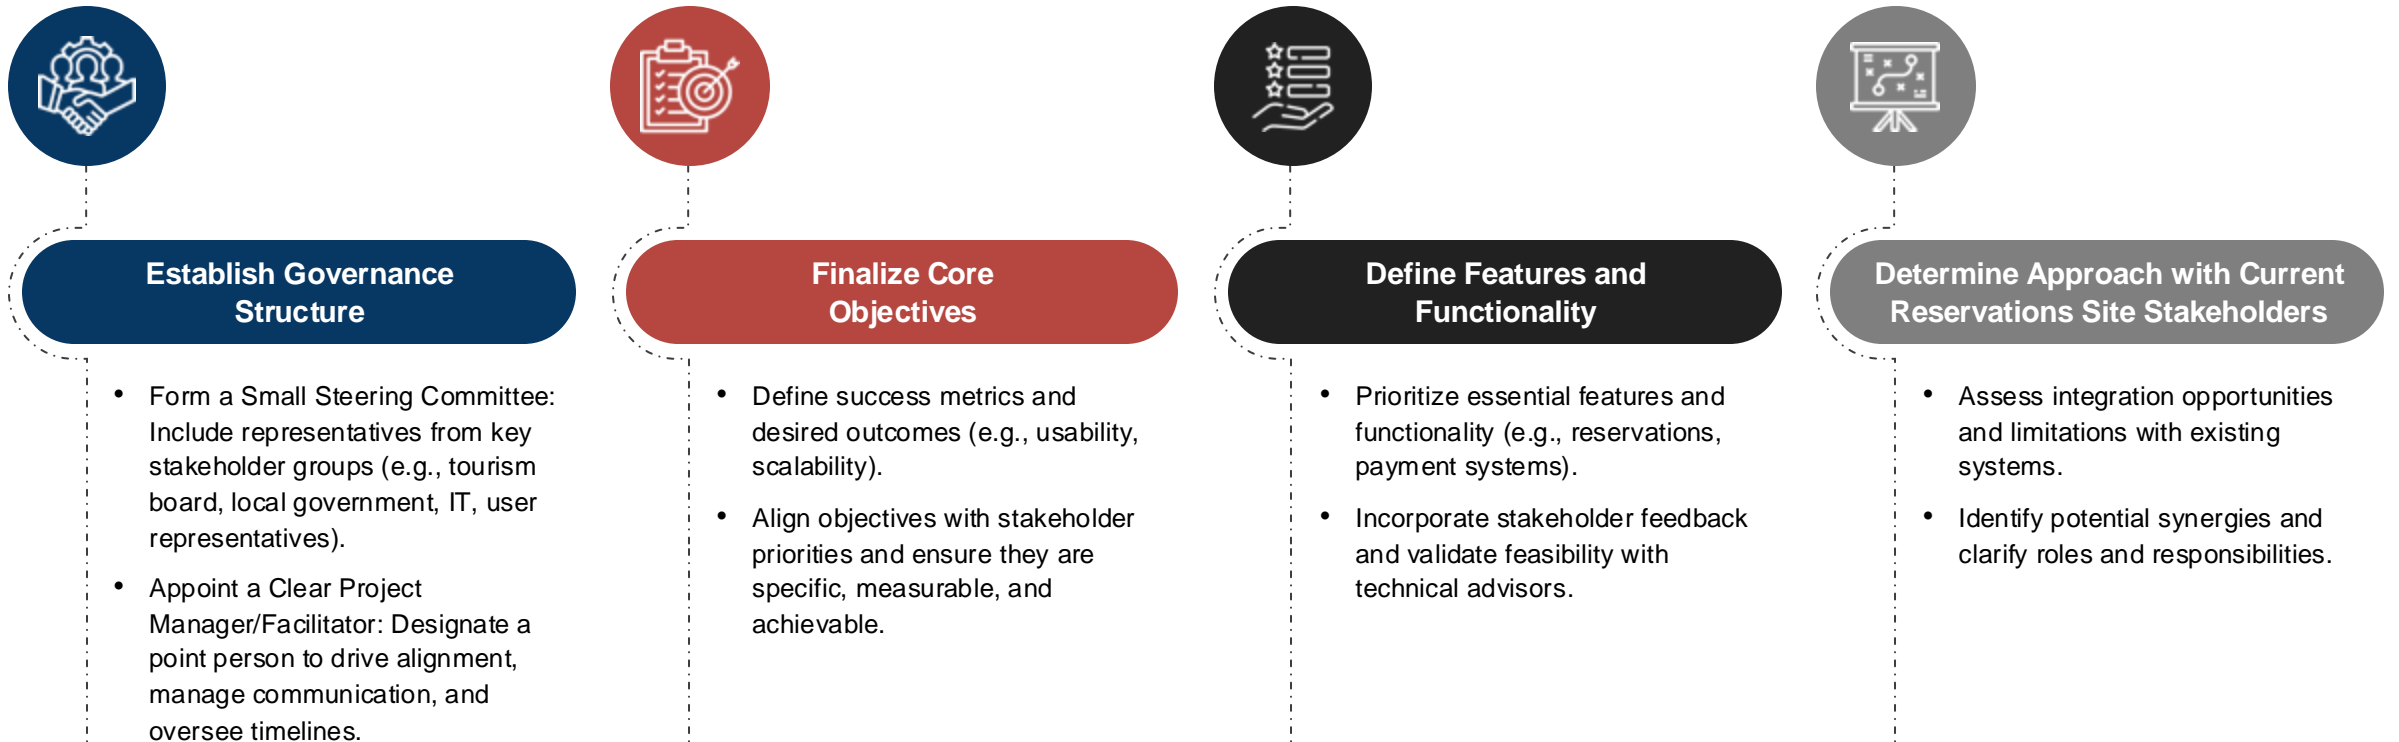 Establish Governance
Structure
• Form a Small Steering Committee:
Include representatives from key
stakeholder groups (e.g., tourism
board, local government, IT, user
representatives).
• Appoint a Clear Project
Manager/Facilitator: Designate a
point person to drive alignment,
manage communication, and
oversee timelines.
Finalize Core
Objectives
• Define success metrics and
desired outcomes (e.g., usability,
scalability).
• Align objectives with stakeholder
priorities and ensure they are
specific, measurable, and
achievable.
Define Features and
Functionality
• Prioritize essential features and
functionality (e.g., reservations,
payment systems).
• Incorporate stakeholder feedback
and validate feasibility with
technical advisors.
Determine Approach with Current
Reservations Site Stakeholders
• Assess integration opportunities
and limitations with existing
systems.
• Identify potential synergies and
clarify roles and responsibilities.